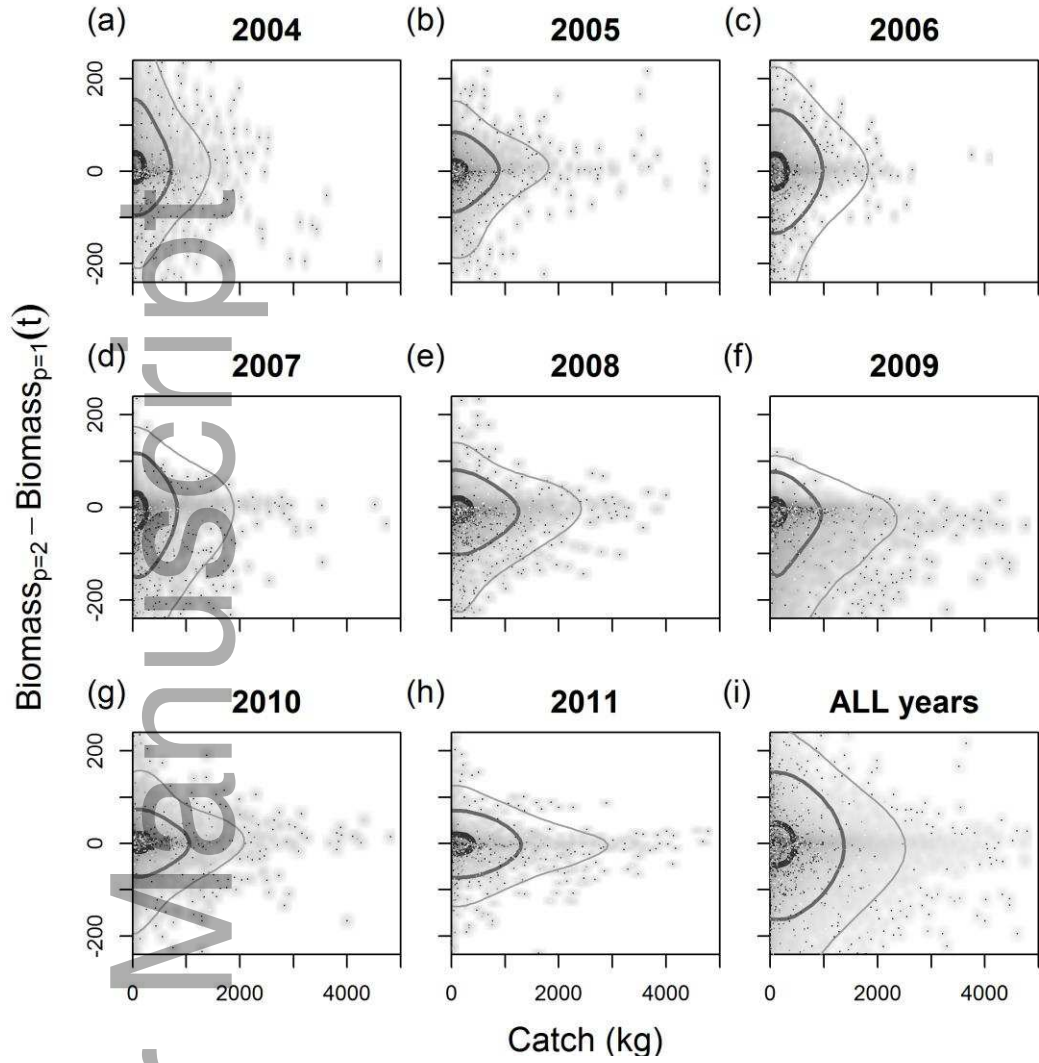 (a) 2004 (b) 2005 (c) 2006
200
0
-200
(d) 2007 (e) 2008 (f) 2009
200
0
-200
(g) 2010 (h) 2011 (i) ALL years
200
0
-200
0 2000 4000 0 2000 4000 0 2000 4000
Catch (kg)
Biomassp=2 – Biomassp=1(t)
r Manuscript